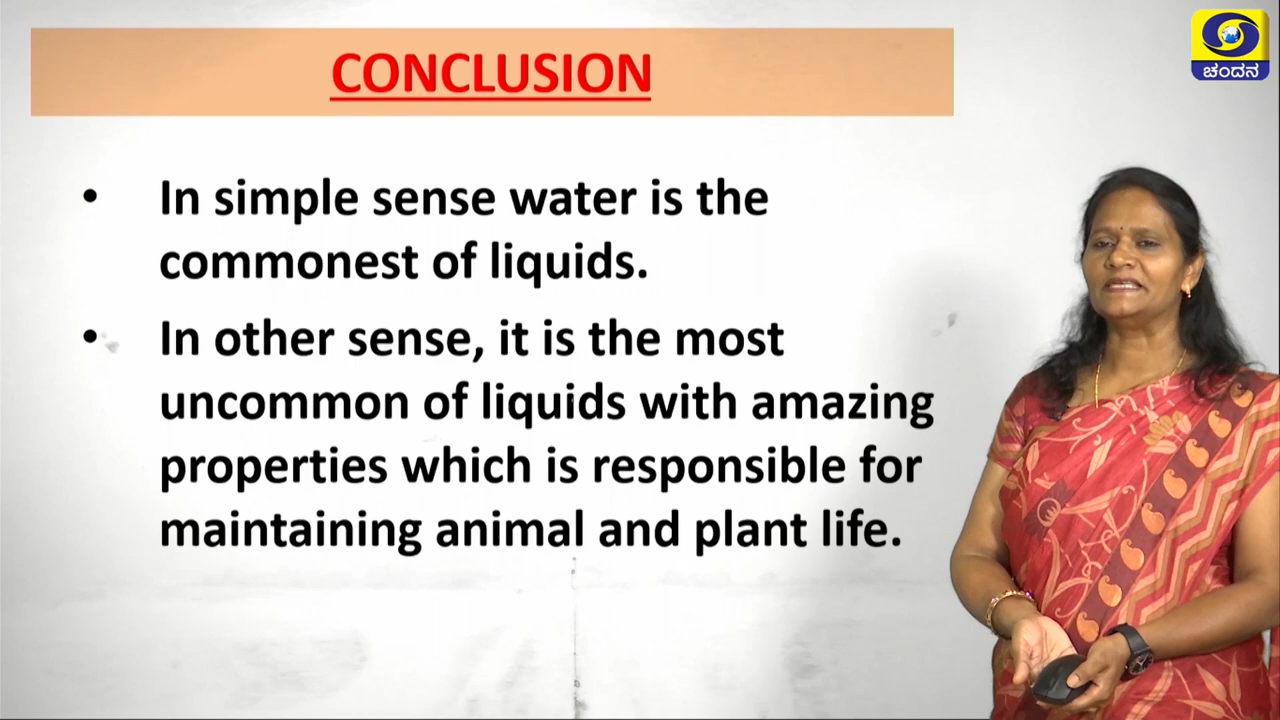 CONCLUSION
ಚಂದನ
• In simple sense water is the
commonest of liquids.
• In other sense, it is the most
uncommon of liquids with amazing
properties which is responsible for
maintaining animal and plant life.